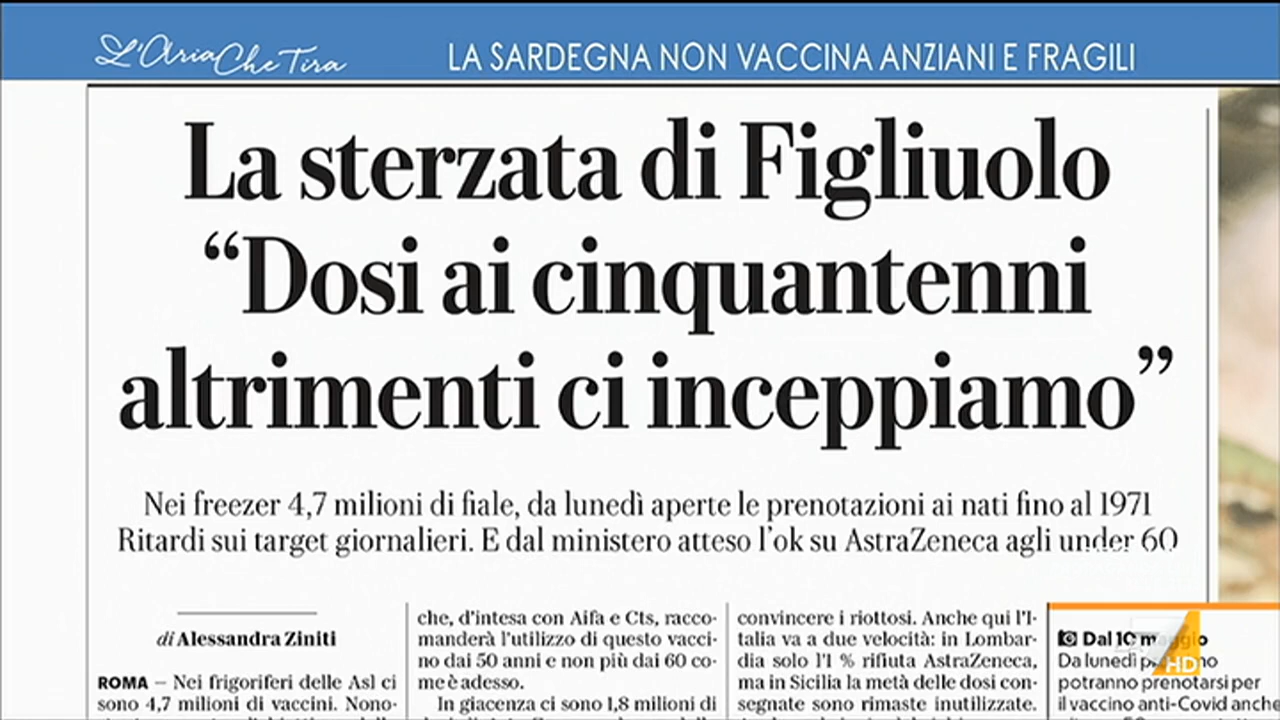 L'Aria Che Tira
LA SARDEGNA NON VACCINA ANZIANI E FRAGILI
La sterzata di Figliuolo
“Dosi ai cinquantenni
altrimenti ci inceppiamo”
Nei freezer 4,7 milioni di fiale, da lunedì aperte le prenotazioni ai nati fino al 1971
Ritardi sui target giornalieri. E dal ministero atteso l'ok su AstraZeneca agli under 60
di Alessandra Ziniti
ROMA – Nei frigoriferi delle Asl ci
sono 4,7 milioni di vaccini. Nono-
che, d'intesa con Aifa e Cts, racco-
manderà l'utilizzo di questo vacci-
no dai 50 anni e non più dai 60 co-
me è adesso.
In giacenza ci sono 1,8 milioni di
convincere i riottosi. Anche qui l'I-
talia va a due velocità: in Lombar-
dia solo l'1 % rifiuta AstraZeneca,
ma in Sicilia la metà delle dosi con-
segnate sono rimaste inutilizzate.
Dal 10 maggio
Da lunedì
potranno prenotarsi per
il vaccino anti-Covid anche
HD